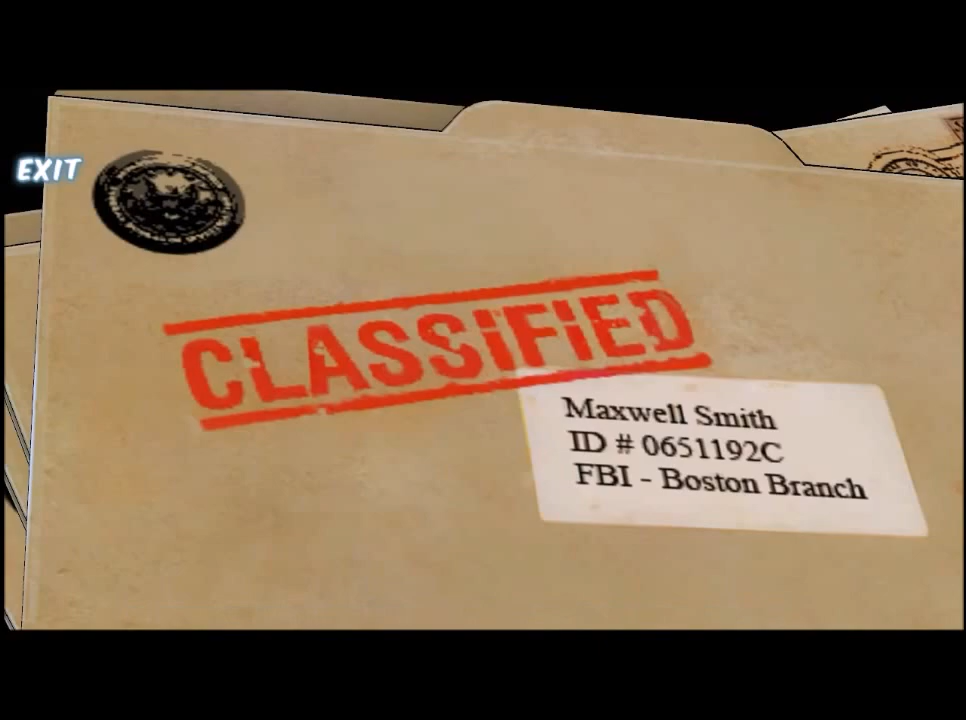 EXIT
CLASSiFiED
Maxwell Smith
ID # 0651192C
FBI - Boston Branch